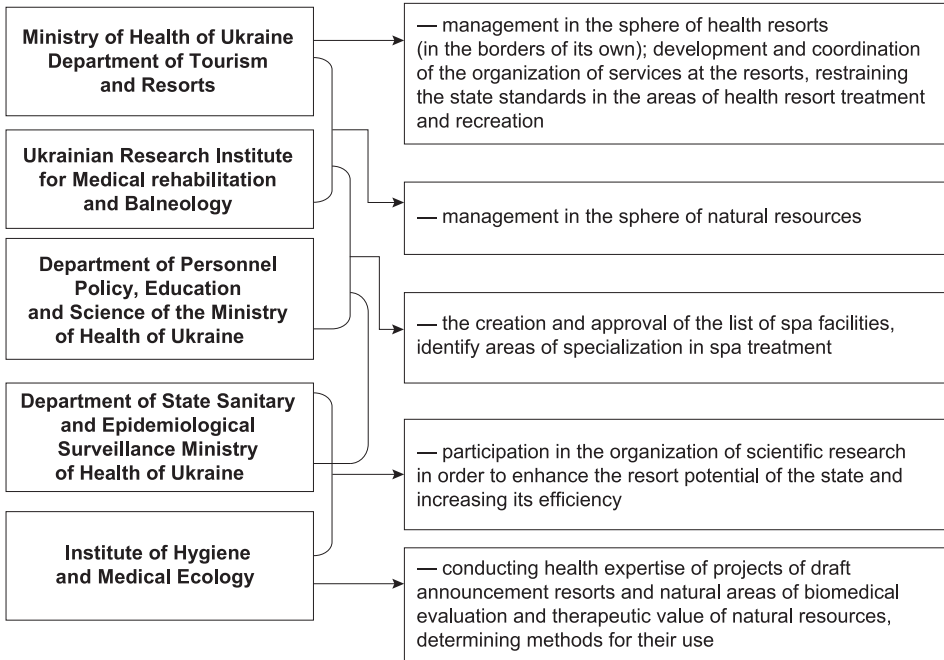 Ministry of Health of Ukraine
Department of Tourism
and Resorts
Ukrainian Research Institute
for Medical rehabilitation
and Balneology
Department of Personnel
Policy, Education
and Science of the Ministry
of Health of Ukraine
Department of State Sanitary
and Epidemiological
Surveillance Ministry
of Health of Ukraine
Institute of Hygiene
and Medical Ecology
— management in the sphere of health resorts
(in the borders of its own); development and coordination
of the organization of services at the resorts, restraining
the state standards in the areas of health resort treatment
and recreation
— management in the sphere of natural resources
— the creation and approval of the list of spa facilities,
identify areas of specialization in spa treatment
— participation in the organization of scientific research
in order to enhance the resort potential of the state and
increasing its efficiency
— conducting health expertise of projects of draft
announcement resorts and natural areas of biomedical
evaluation and therapeutic value of natural resources,
determining methods for their use